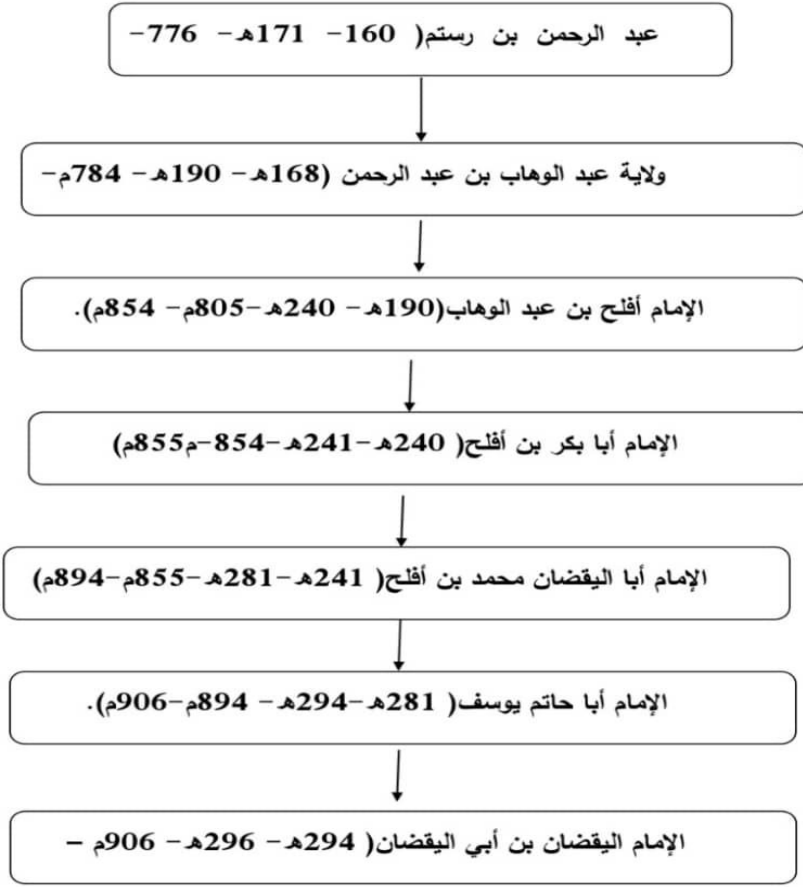 عبد الرحمن بن رستم( 160- 171هـ- 776-
ولاية عبد الوهاب بن عبد الرحمن (168هـ- 190هـ- 784م-
الإمام أفلح بن عبد الوهاب(190هـ- 240هـ-805م- 854م).
الإمام أبا بكر بن أفلح( 240هـ-241هـ-854-م855م)
الإمام أبا اليقضان محمد بن أفلح( 241هـ-281هـ-855م-894م)
الإمام أبا حاتم يوسف( 281هـ-294هـ- 894م-906م).
الإمام اليقضان بن أبي اليقضان( 294هـ- 296هـ- 906م -